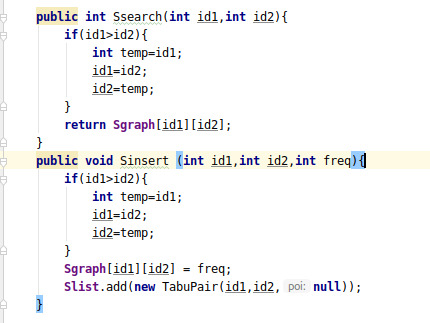 public int Ssearch(int id1,int id2){
if(id1>id2){
int temp=id1;
id1=id2;
id2=temp;
}
return Sgraph[id1][id2];
}
public void Sinsert (int id1,int id2,int freq){
if(id1>id2){
int temp=id1;
id1=id2;
id2=temp;
}
Sgraph[id1][id2] = freq;
Slist.add(new TabuPair(id1,id2, poi: null));
}